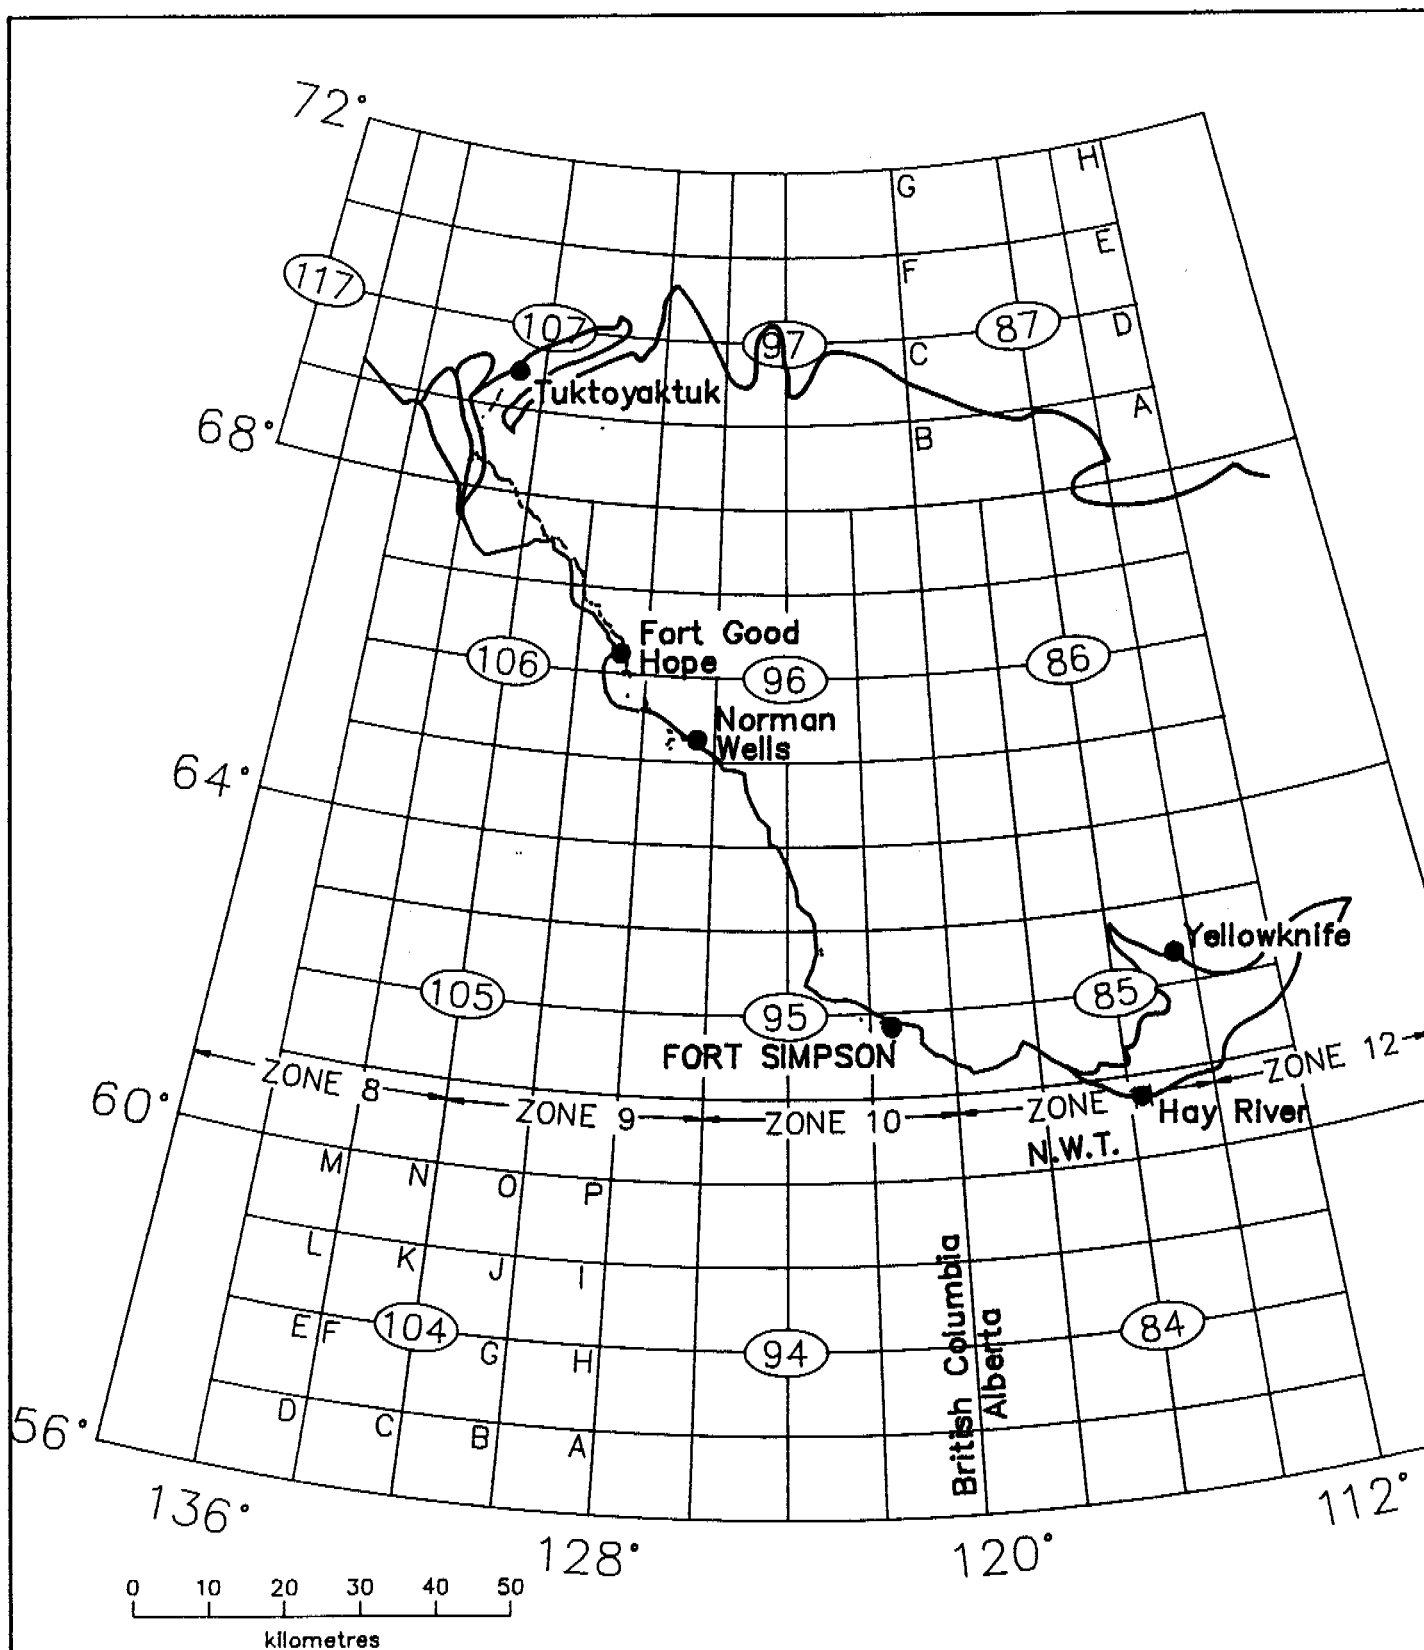 72°
H
G
E
F
117
107
87
D
97
C
Tuktoyaktuk
A
68°
B
Fort Good
Hope
106
96
86
Norman
Wells
64°
Yellowknife
105
95
85
FORT SIMPSON
ZONE 8
ZONE 9
ZONE 10
ZONE
ZONE 12
60°
Hay River
N.W.T.
M
N
O
P
L
K
J
I
British Columbia
Alberta
E
F
104
G
H
94
84
D
C
B
A
56°
136°
128°
120°
112°
0 10 20 30 40 50
kilometres